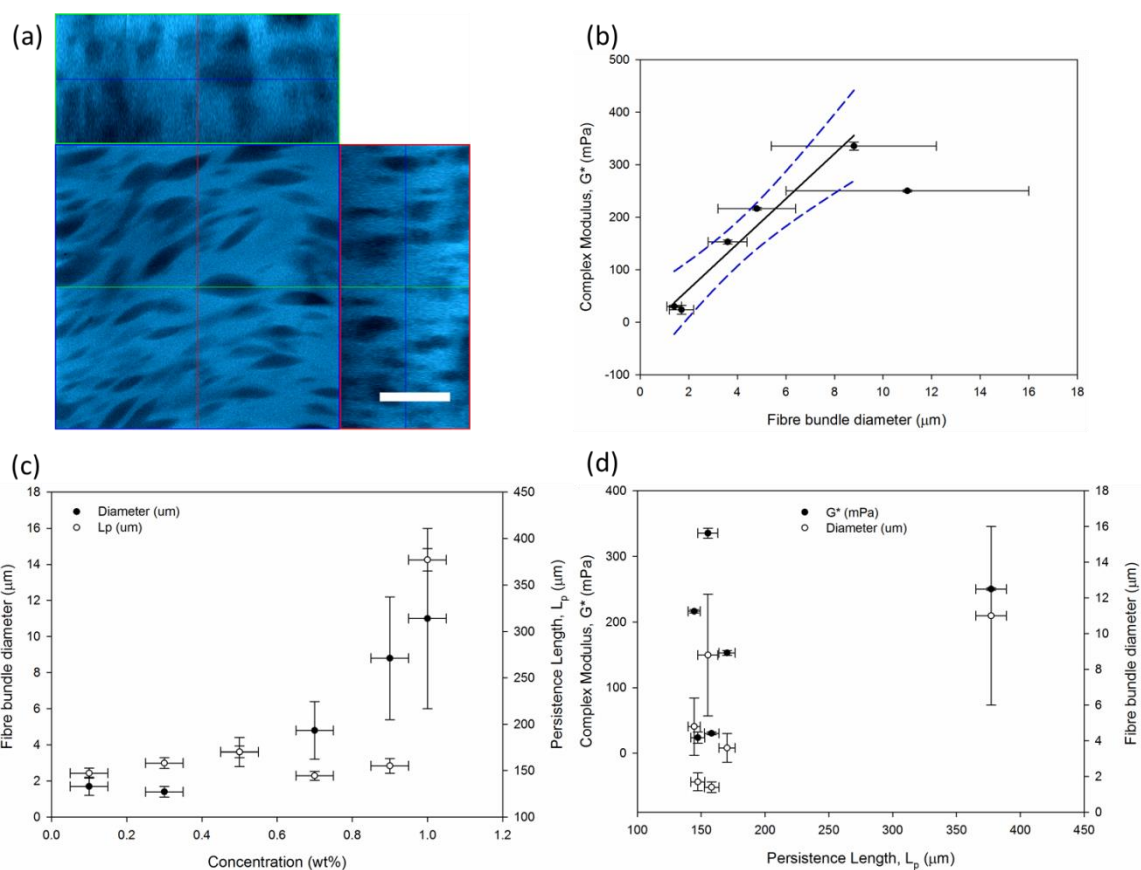 (a)
(b)
Complex Modulus, G* (mPa)
500
400
300
200
100
0
-100
0 2 4 6 8 10 12 14 16 18
Fibre bundle diameter (μm)
(c)
Fibre bundle diameter (μm)
18
16
14
12
10
8
6
4
2
0
Diameter (um)
Lp (um)
450
400
350
300
250
200
150
100
Persistence Length, Lp (μm)
0.0 0.2 0.4 0.6 0.8 1.0 1.2
Concentration (wt%)
(d)
Complex Modulus, G* (mPa)
400
300
200
100
0
G* (mPa)
Diameter (um)
18
16
14
12
10
8
6
4
2
0
Fibre bundle diameter (μm)
100 150 200 250 300 350 400 450
Persistence Length, Lp (μm)